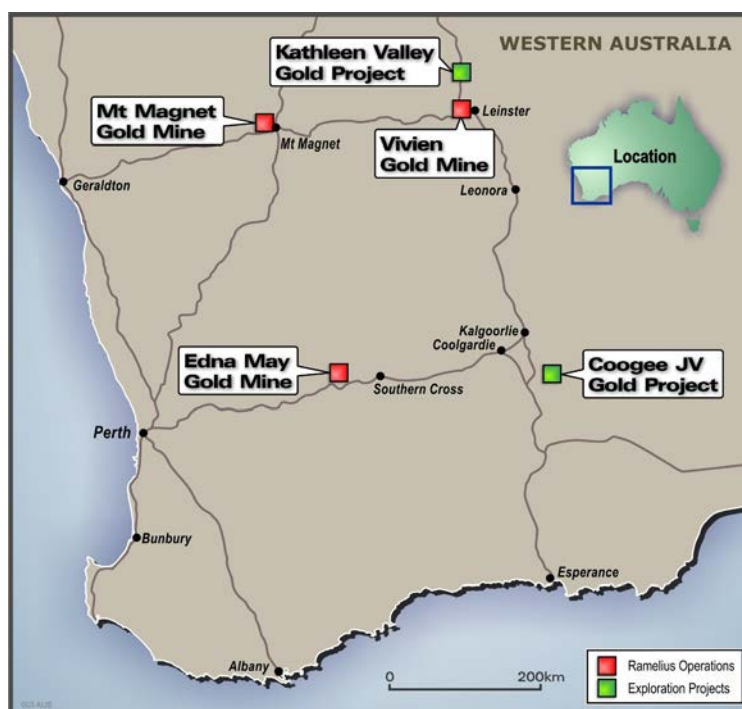 WESTERN AUSTRALIA
Kathleen Valley
Gold Project
Mt Magnet
Gold Mine
Mt Magnet
Leinster
Vivien
Gold Mine
Location
Geraldton
Leonora
Kalgoorlie
Coolgardie
Edna May
Gold Mine
Southern Cross
Coogee JV
Gold Project
Perth
Bunbury
Esperance
Albany
0
200km
Ramelius Operations
Exploration Projects